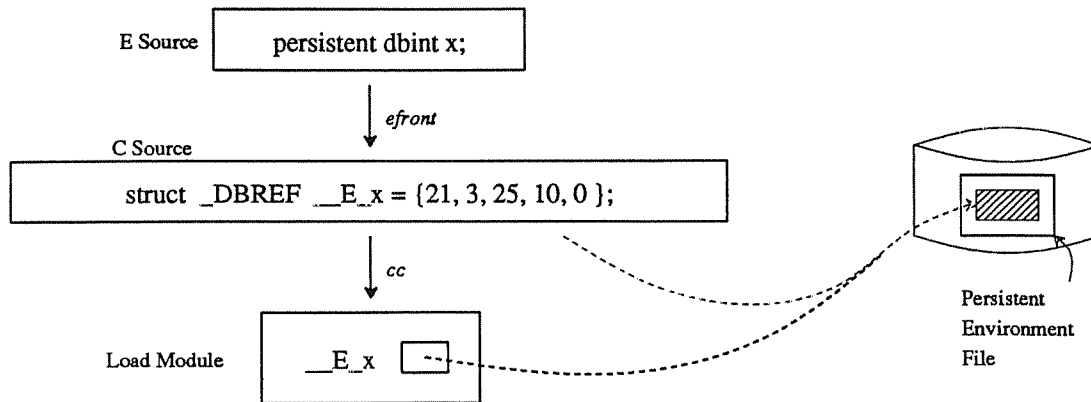 E Source
persistent dbint x;
efront
C Source
struct _DBREF __E_x = {21, 3, 25, 10, 0 };
cc
Load Module
__E_x
Persistent
Environment
File